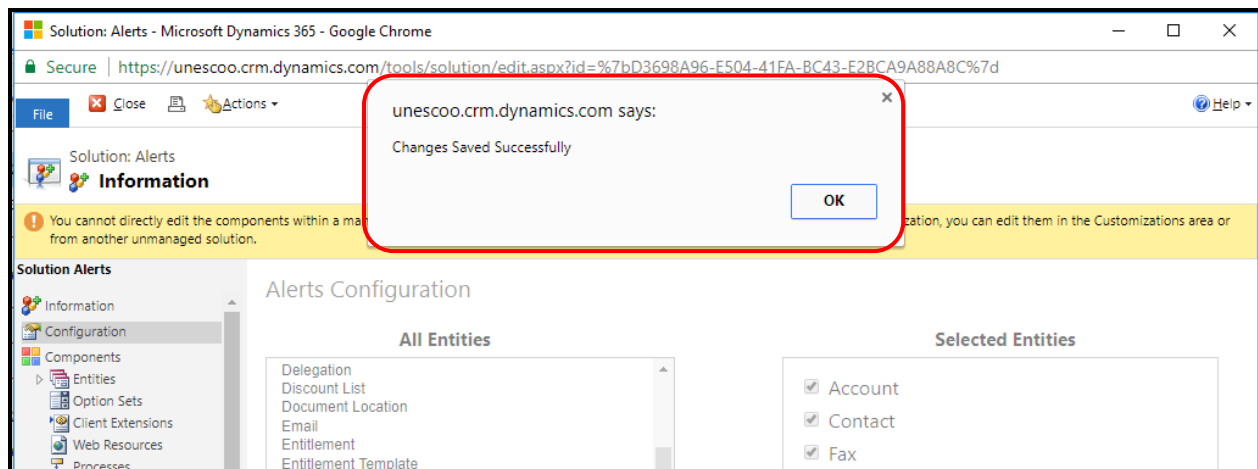 Solution: Alerts - Microsoft Dynamics 365 - Google Chrome
Secure | https://unescoo.crm.dynamics.com/tools/solution/edit.aspx?id=%7bD3698A96-E504-41FA-BC43-E2BCA9A88A8C%7d
File Close Actions Help
unescoo.crm.dynamics.com says:
Changes Saved Successfully
OK
Solution: Alerts
Information
You cannot directly edit the components within a ma zation, you can edit them in the Customizations area or
from another unmanaged solution.
Solution Alerts
Information
Configuration
Components
Entities
Option Sets
Client Extensions
Web Resources
Processes
Alerts Configuration
All Entities
Delegation
Discount List
Document Location
Email
Entitlement
Entitlement Template
Selected Entities
Account
Contact
Fax